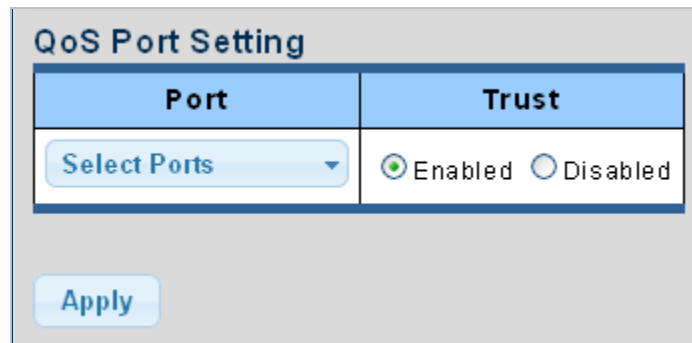 QoS Port Setting
Port Trust
Select Ports Enabled Disabled
Apply